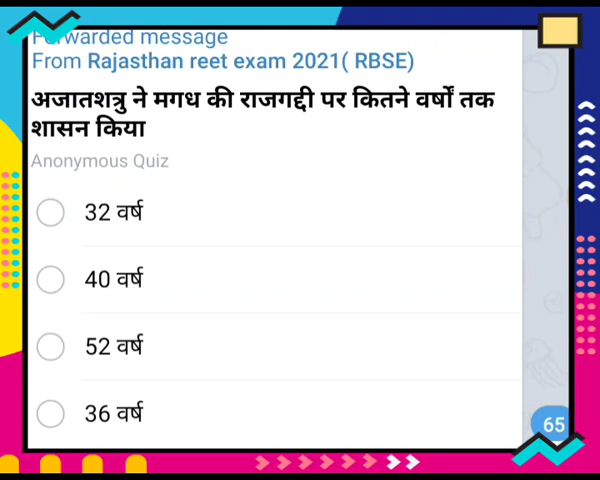 Forwarded message
From Rajasthan reet exam 2021( RBSE)
अजातशत्रु ने मगध की राजगद्दी पर कितने वर्षों तक
शासन किया
Anonymous Quiz
32 वर्ष
40 वर्ष
52 वर्ष
36 वर्ष
65